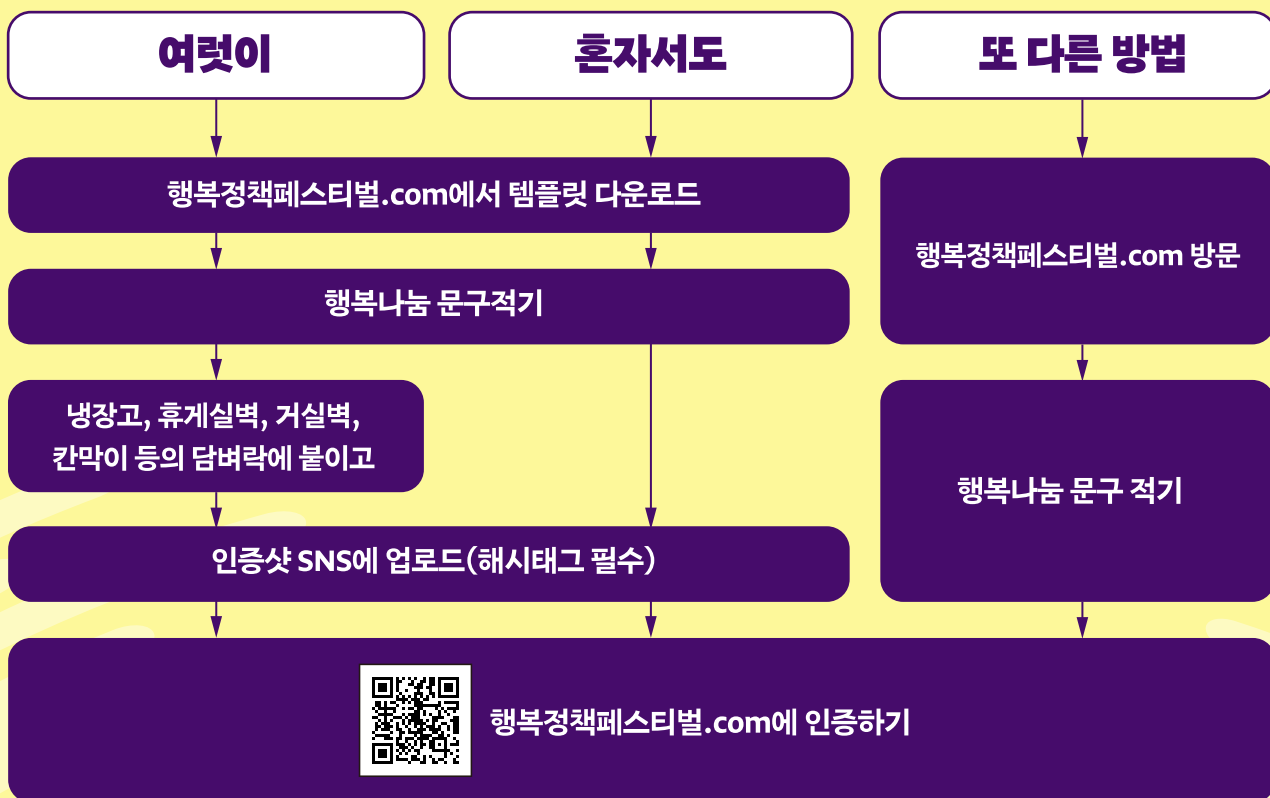 여럿이
혼자서도
또 다른 방법
행복정책페스티벌.com에서 템플릿 다운로드
행복정책페스티벌.com 방문
행복나눔 문구적기
냉장고, 휴게실벽, 거실벽,
칸막이 등의 담벼락에 붙이고
행복나눔 문구 적기
인증샷 SNS에 업로드(해시태그 필수)
행복정책페스티벌.com에 인증하기